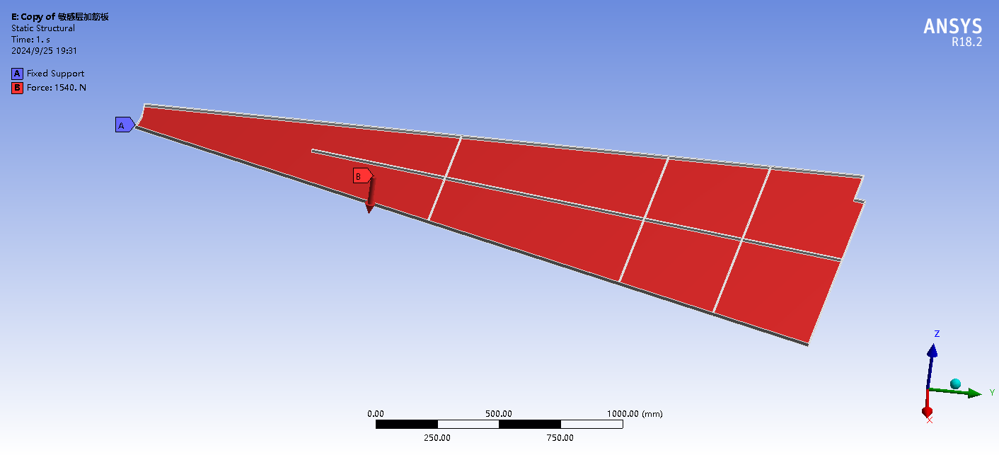 E: Copy of 敏感层加筋板
Static Structural
Time: 1. s
2024/9/25 19:31
A Fixed Support
B Force: 1540. N
ANSYS
R18.2
A
B
Z
Y
X
0.00 500.00 1000.00 (mm)
250.00 750.00